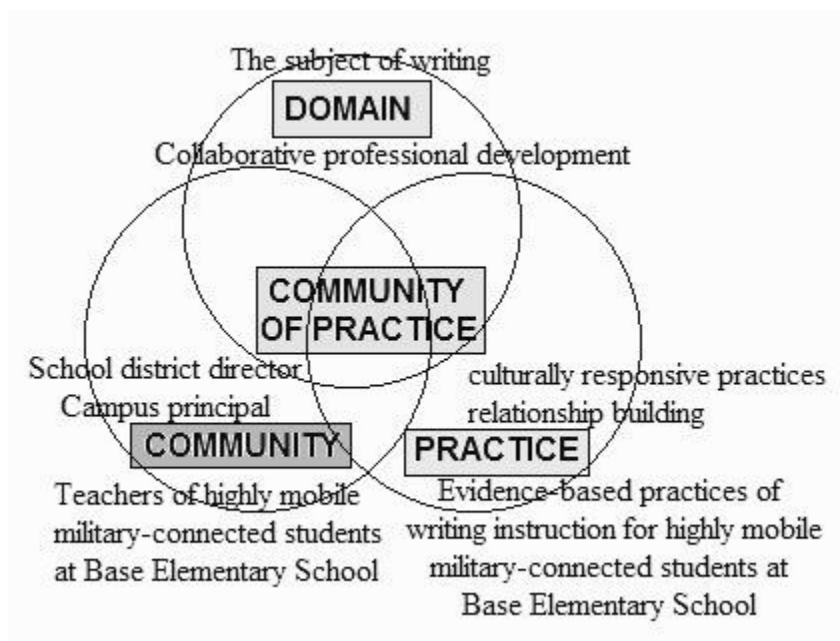 The subject of writing
DOMAIN
Collaborative professional development
COMMUNITY
OF PRACTICE
School district director
Campus principal
COMMUNITY
Teachers of highly mobile
military-connected students
at Base Elementary School
culturally responsive practices
relationship building
PRACTICE
Evidence-based practices of
writing instruction for highly mobile
military-connected students at
Base Elementary School